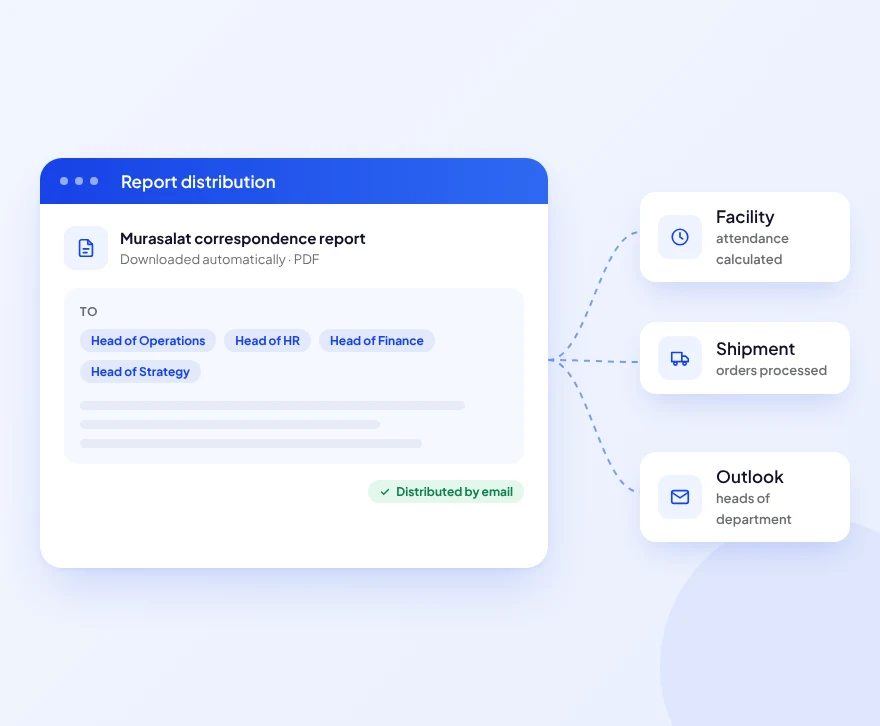 Report distribution
Murasalat correspondence report
Downloaded automatically · PDF
TO
Head of Operations
Head of HR
Head of Finance
Head of Strategy
Distributed by email
Facility
attendance
calculated
Shipment
orders processed
Outlook
heads of
department